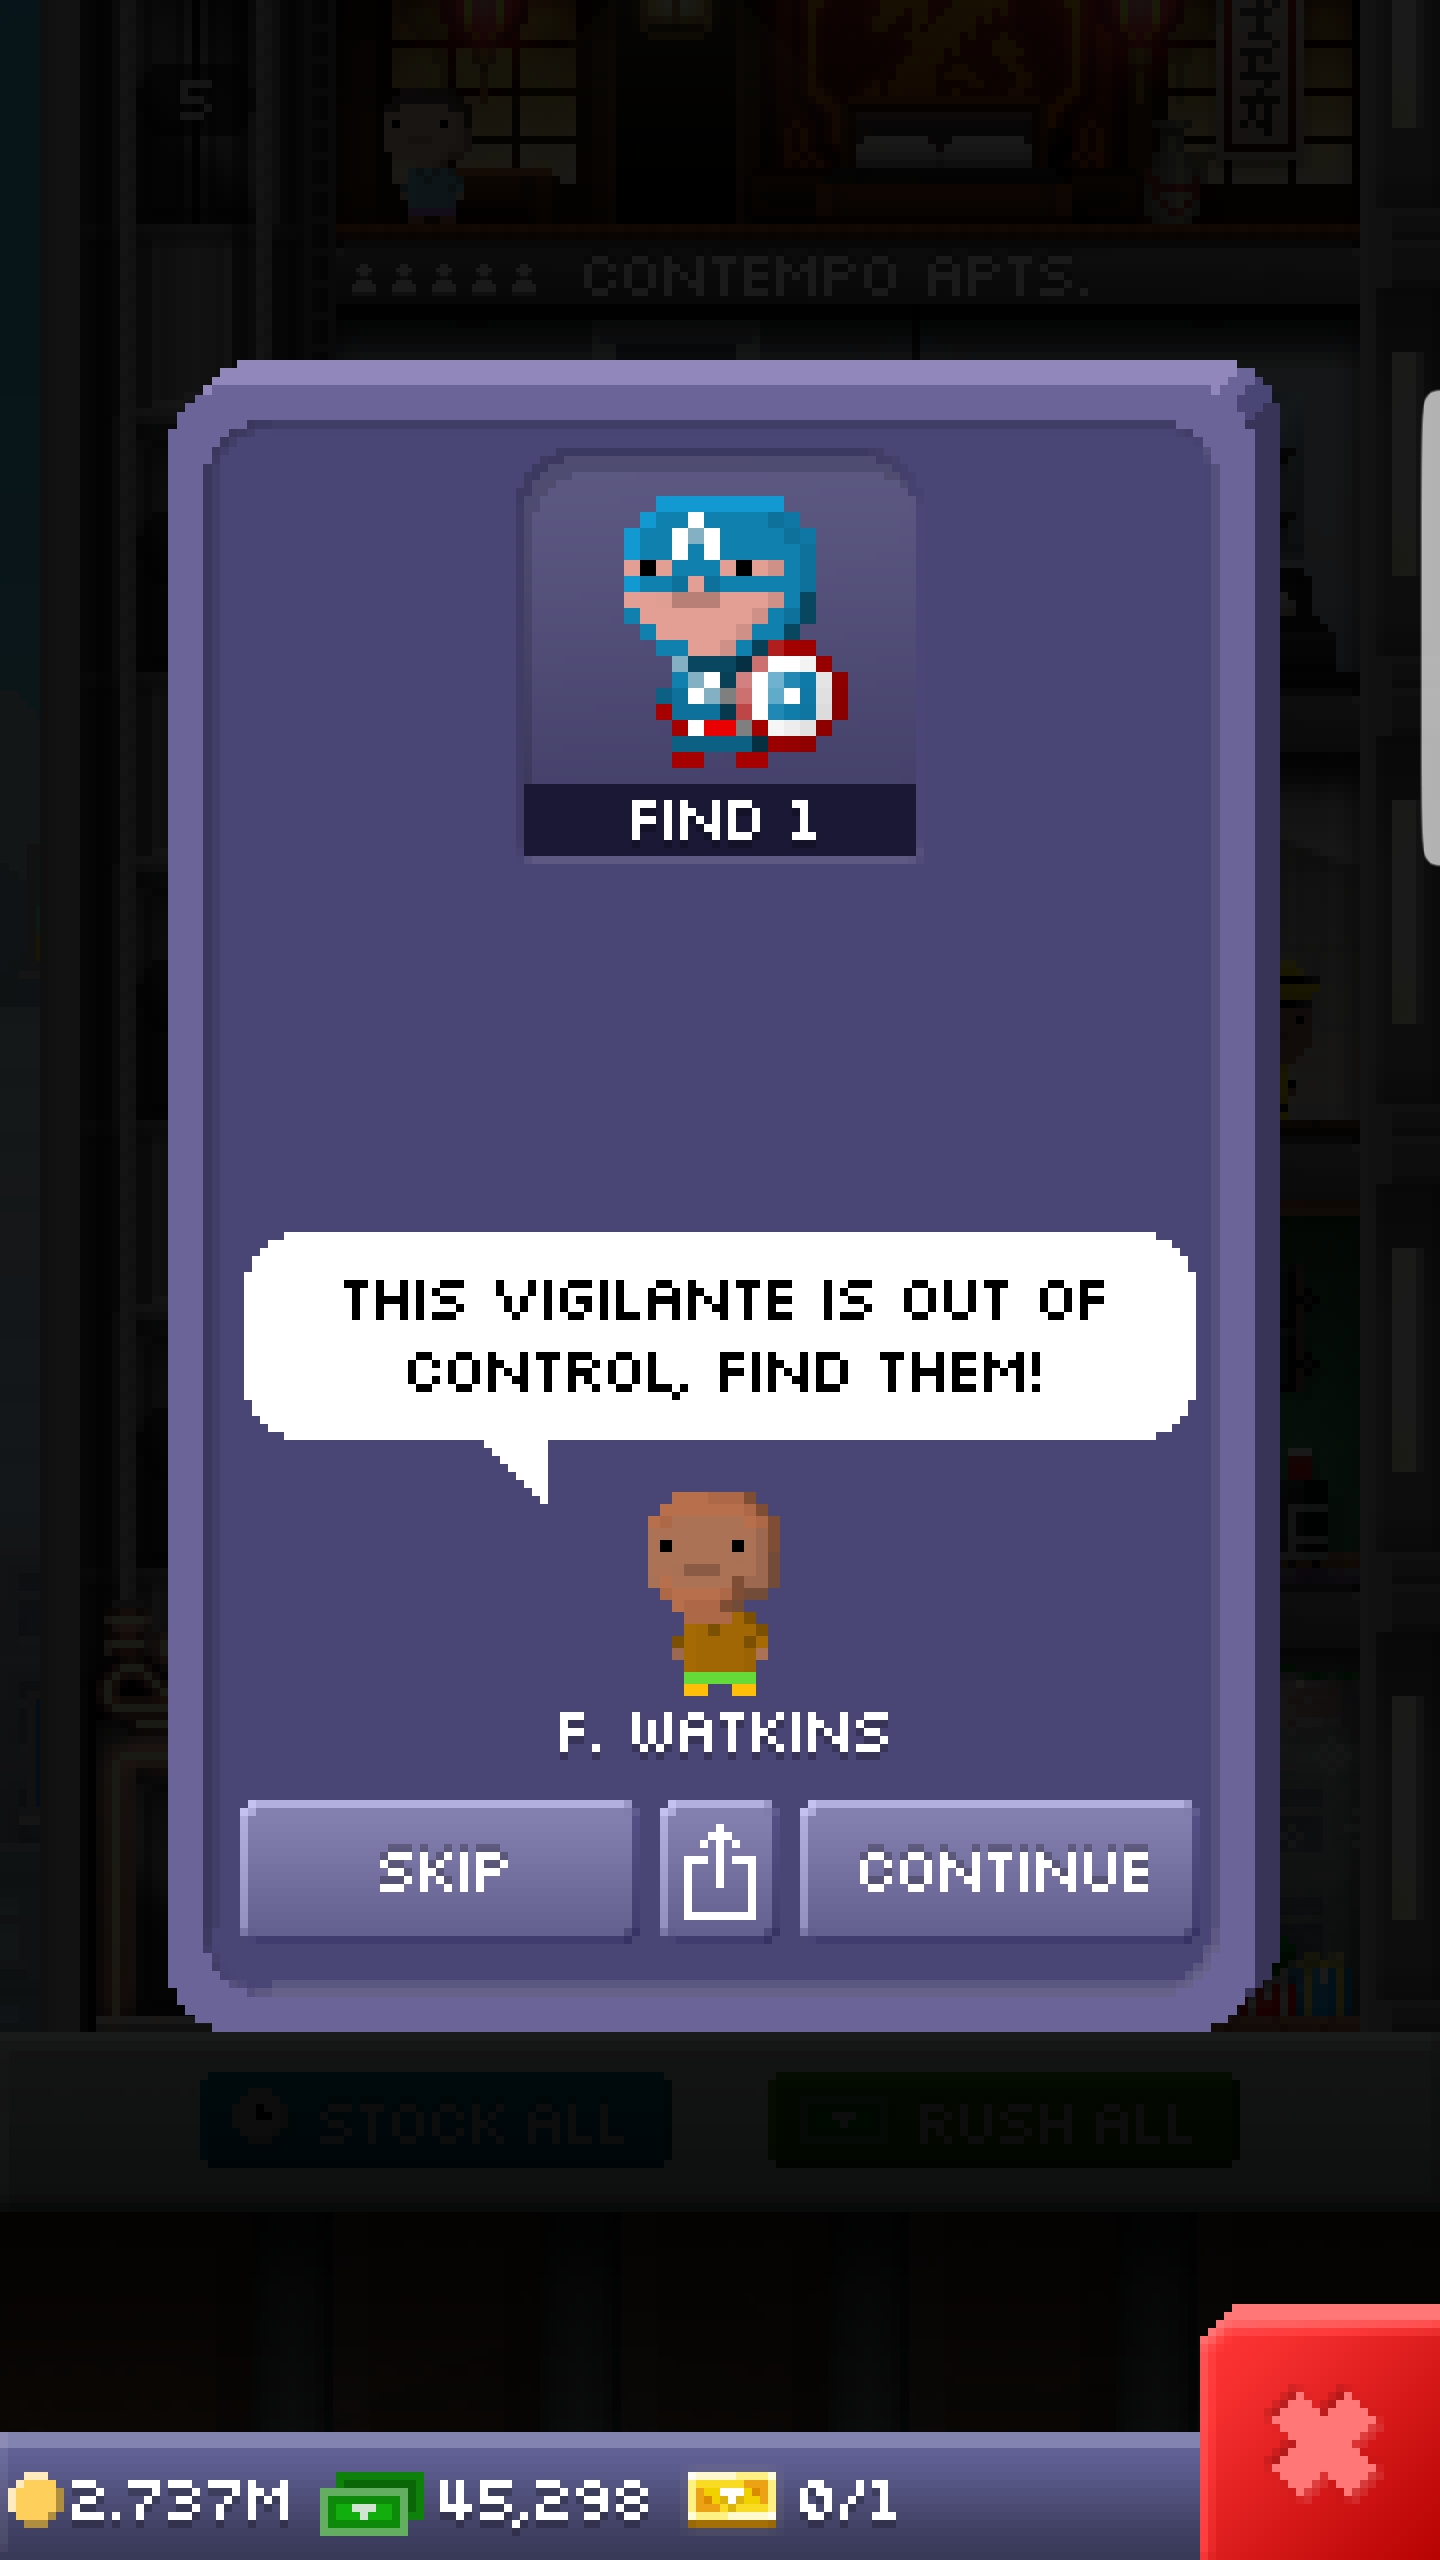 5
CONTEMPO APTS.
A
FIND 1
THIS VIGILANTE IS OUT OF
CONTROL, FIND THEM!
F. WATKINS
SKIP
CONTINUE
STOCK ALL
RUSH ALL
2.737M 45,298 0/1